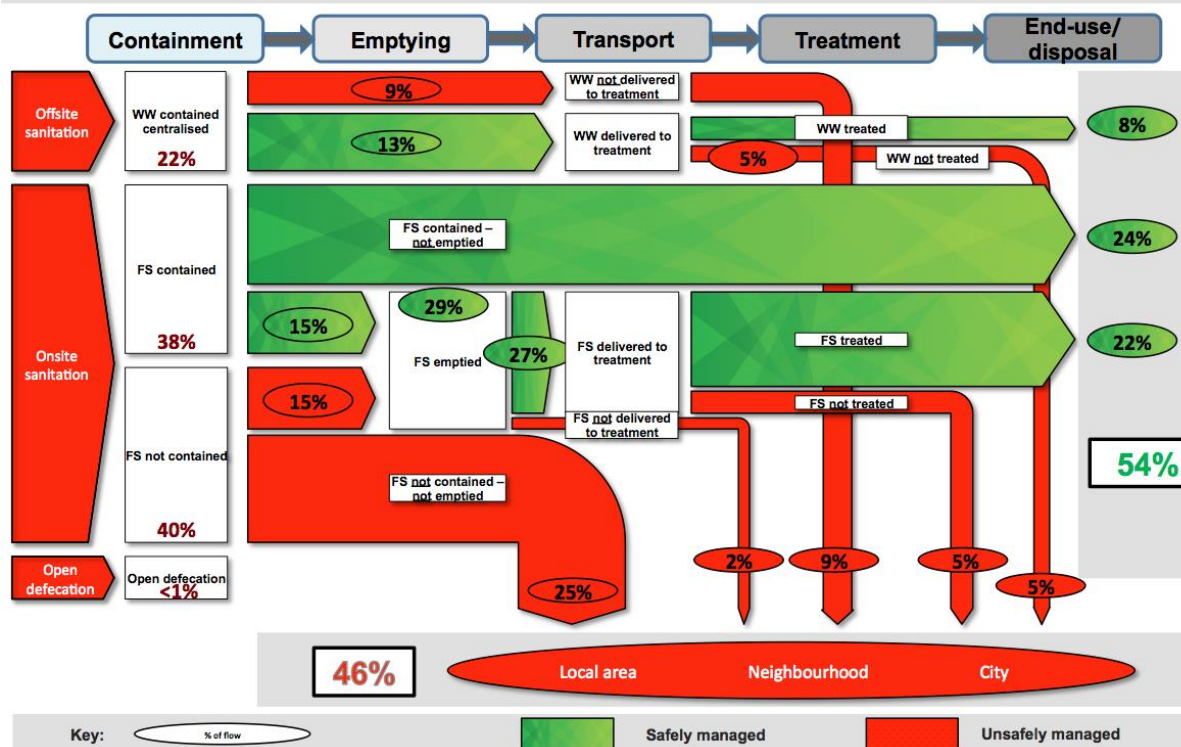 Containment
Emptying
Transport
Treatment
End-use/
disposal
Offsite
sanitation
WW contained
centralised
22%
9%
WW not delivered
to treatment
13%
WW delivered to
treatment
WW treated
8%
5%
WW not treated
Onsite
sanitation
FS contained
38%
FS contained –
not emptied
24%
15%
29%
FS emptied
27%
FS delivered to
treatment
FS treated
22%
15%
FS not delivered
to treatment
FS not treated
FS not contained
40%
FS not contained –
not emptied
54%
Open
defecation
Open defecation
<1%
25%
2%
9%
5%
5%
46%
Local area
Neighbourhood
City
Key:
% of flow
Safely managed
Unsafely managed